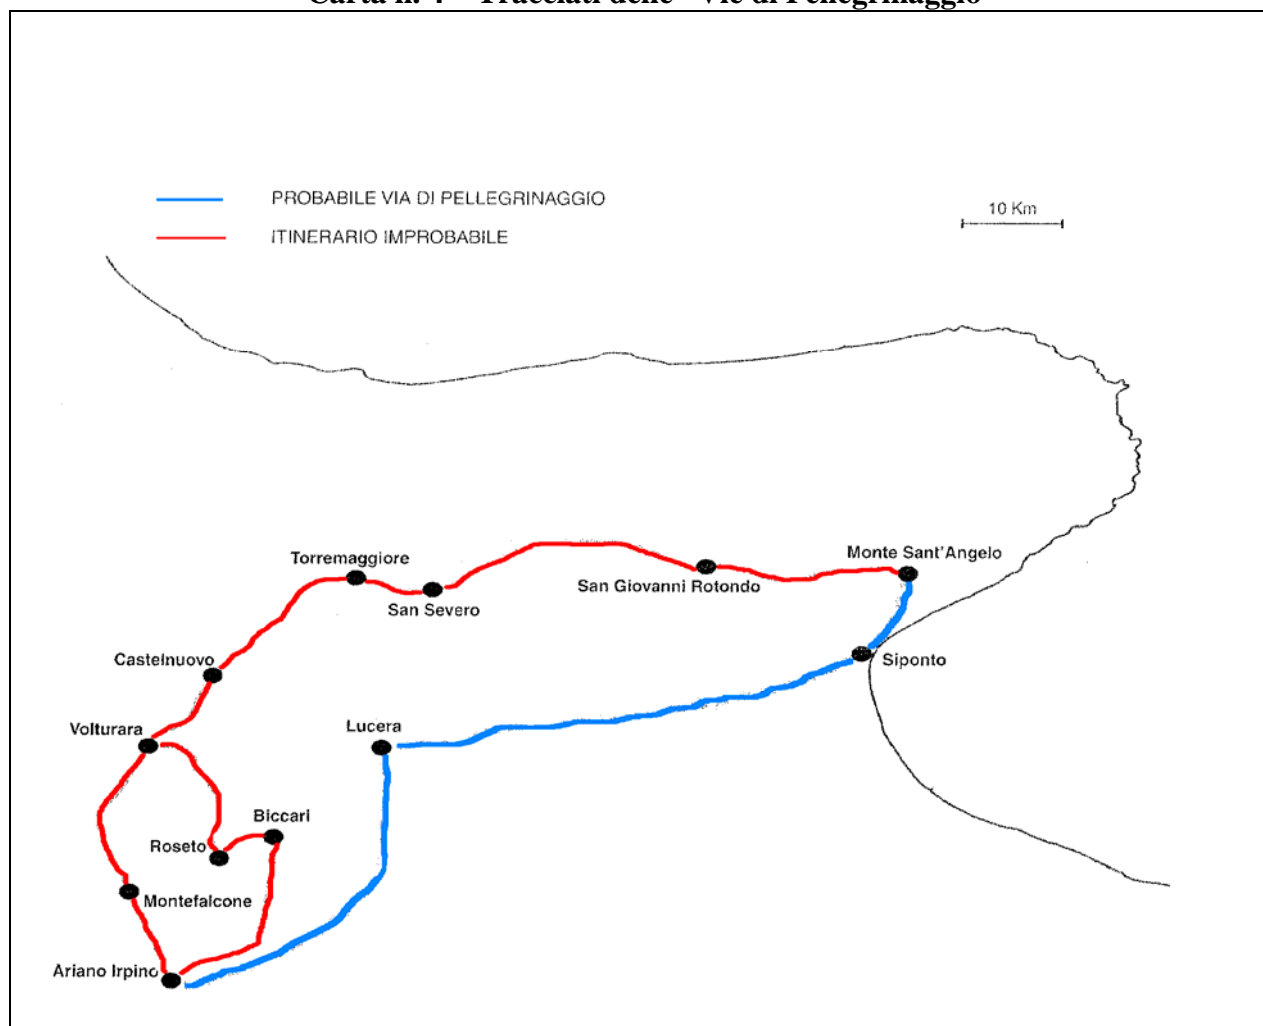 PROBABILE VIA DI PELLEGRINAGGIO
10 Km
ITINERARIO IMPROBABILE
Monte Sant'Angelo
Torremaggiore
San Giovanni Rotondo
San Severo
Castelnuovo
Siponto
Volturara
Lucera
Biccari
Roseto
Montefalcone
Ariano Irpino